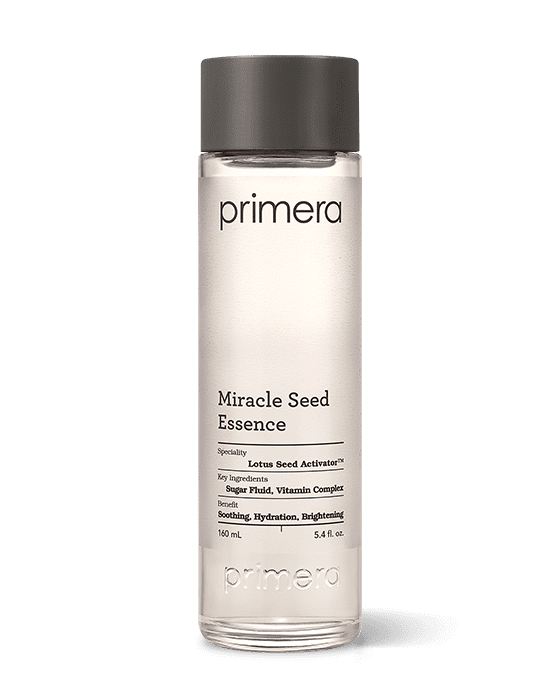 primera
Miracle Seed
Essence
Speciality
Lotus Seed Activator™
Key Ingredients
Sugar Fluid, Vitamin Complex
Benefit
Soothing, Hydration, Brightening
160 mL 5.4 fl. oz.
primera